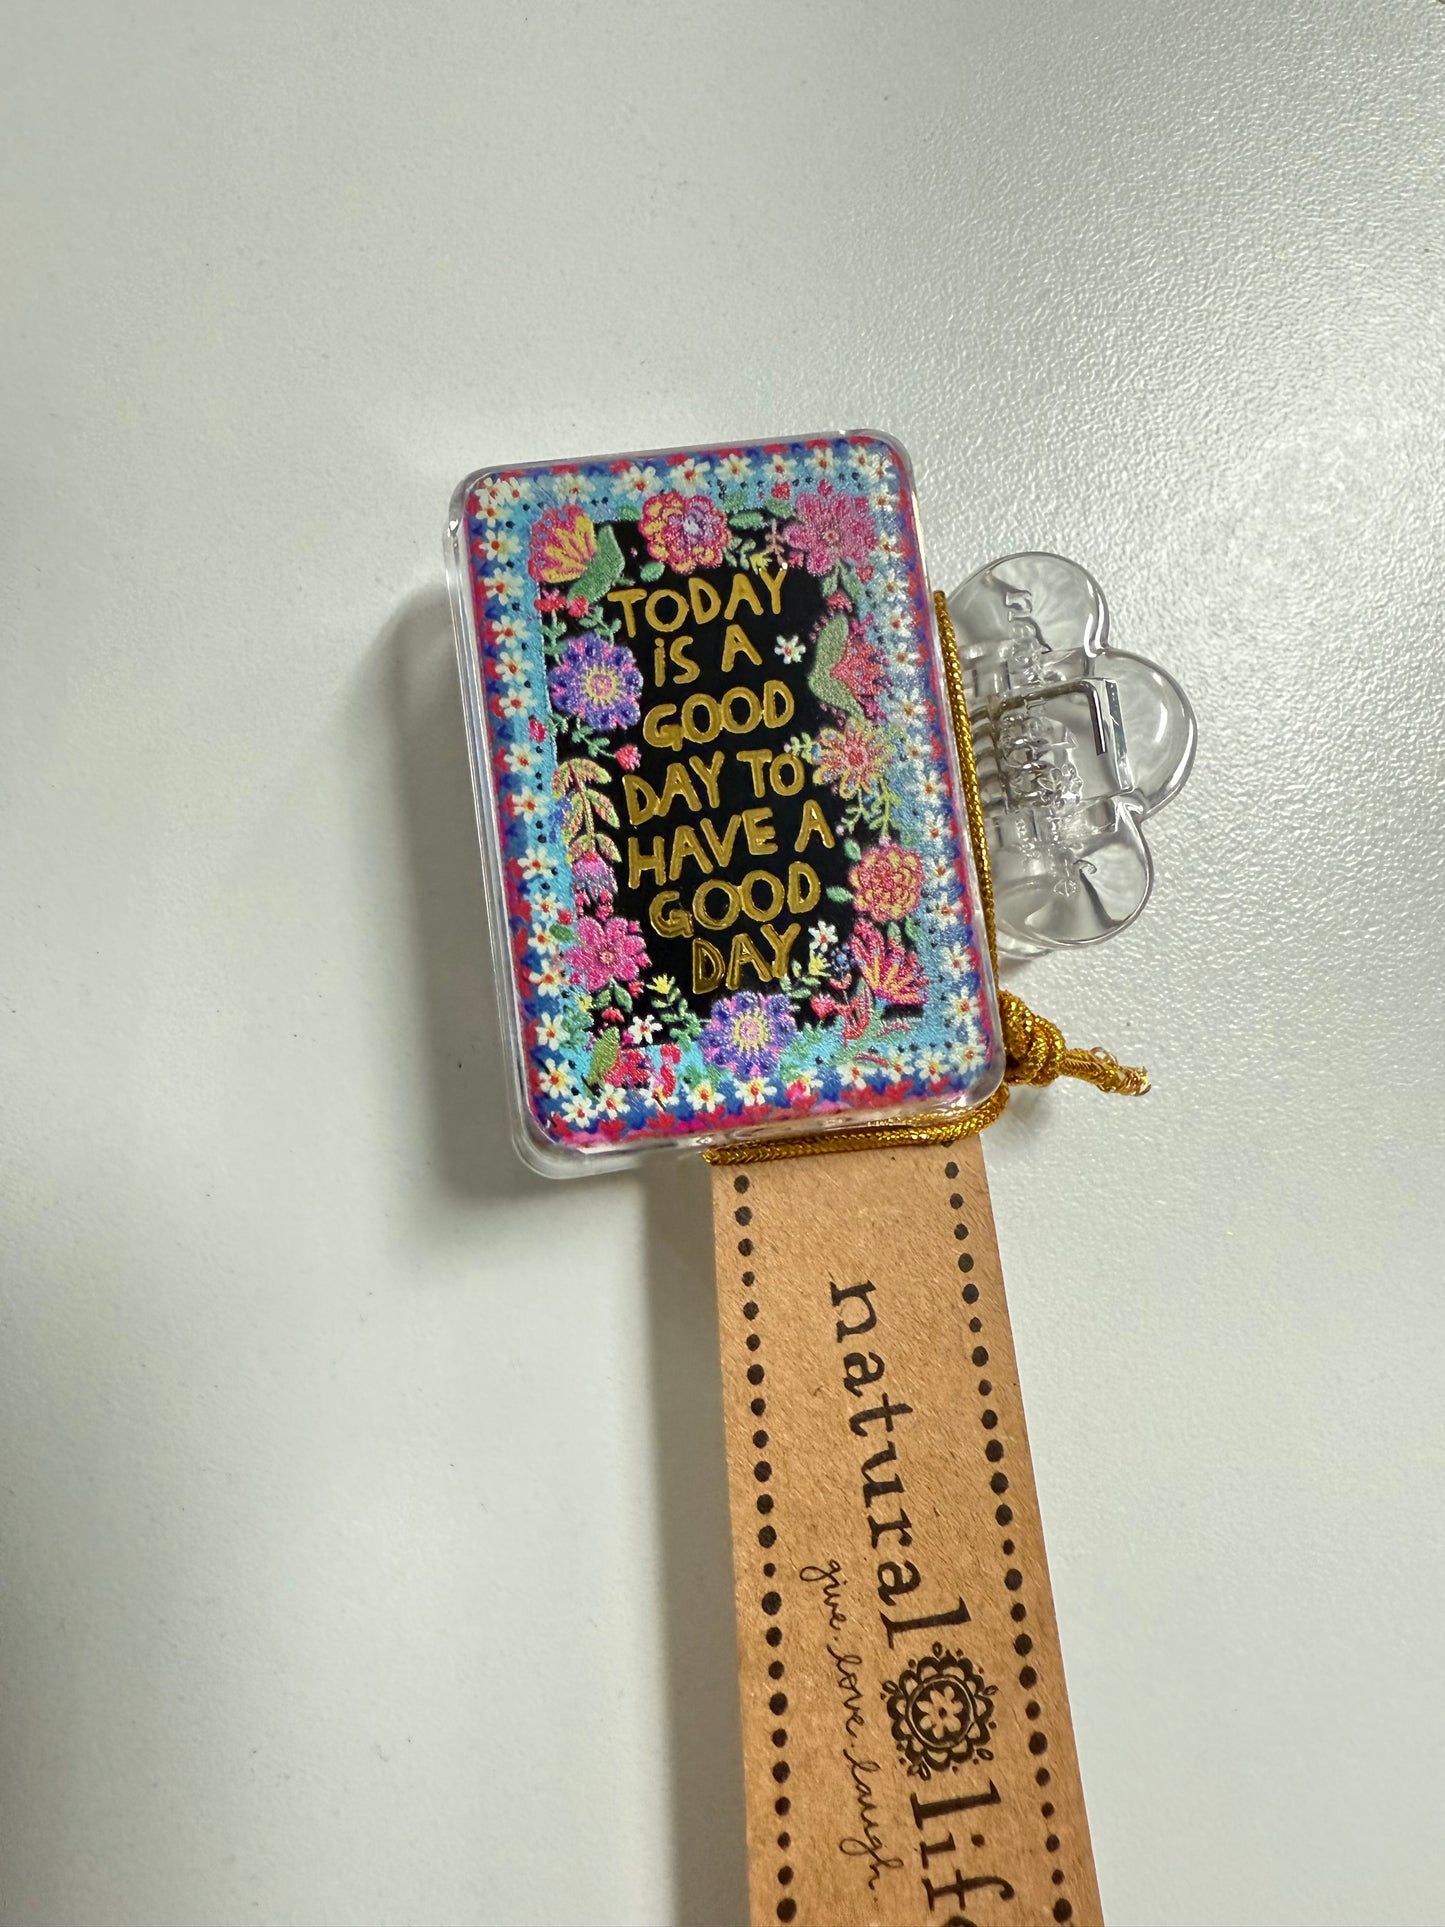 TODAY
iS A
GOOD
DAY TO
HAVE A
GOOD
DAY
natural life
give. love. laugh.